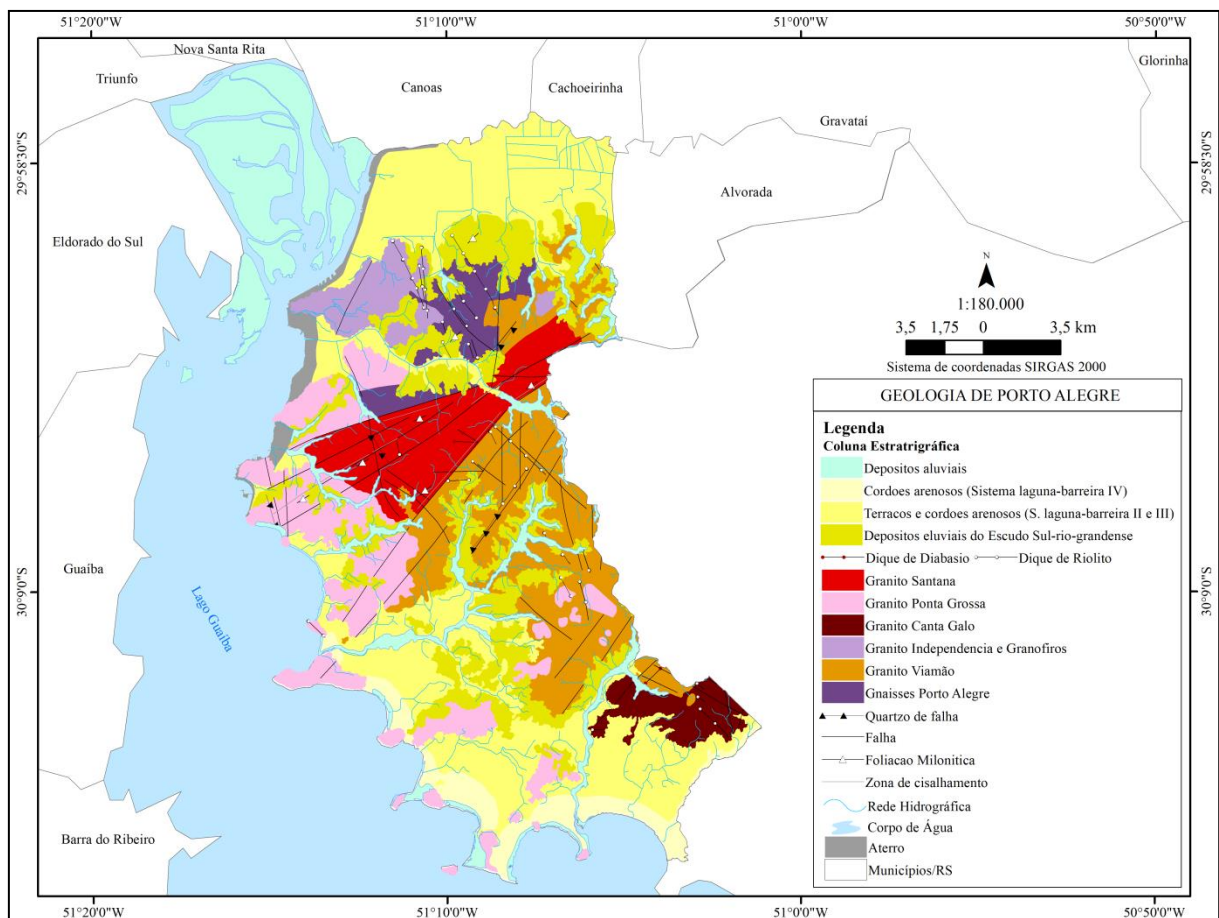 51°20'0"W 51°10'0"W 51°0'0"W 50°50'0"W
Nova Santa Rita
Triunfo
Canoas
Cachoeirinha
Glorinha
Gravataí
29°58'30"S
29°58'30"S
Alvorada
Eldorado do Sul
N
1:180.000
3,5 1,75 0 3,5 km
Sistema de coordenadas SIRGAS 2000
GEOLOGIA DE PORTO ALEGRE
Legenda
Coluna Estratigráfica
Depositos aluviais
Cordoes arenosos (Sistema laguna-barreira IV)
Terracos e cordoes arenosos (S. laguna-barreira II e III)
Depositos eluviais do Escudo Sul-rio-grandense
Dique de Diabasio Dique de Riolito
Granito Santana
Granito Ponta Grossa
Granito Canta Galo
Granito Independencia e Granofiros
Granito Viamão
Gnaisses Porto Alegre
Quartzo de falha
Falha
Foliacao Milonitica
Zona de cisalhamento
Rede Hidrográfica
Corpo de Água
Aterro
Municípios/RS
Guaíba
30°9'0"S
30°9'0"S
Lago Guaíba
Barra do Ribeiro
51°20'0"W 51°10'0"W 51°0'0"W 50°50'0"W